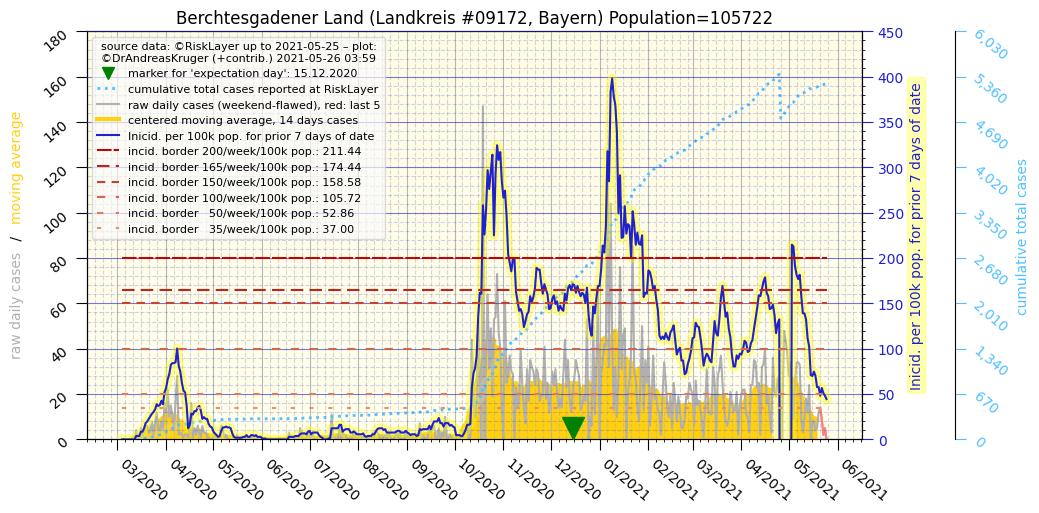 Berchtesgadener Land (Landkreis #09172, Bayern) Population=105722
source data: ©RiskLayer up to 2021-05-25 – plot:
©DrAndreasKruger (+contrib.) 2021-05-26 03:59
marker for 'expectation day': 15.12.2020
cumulative total cases reported at RiskLayer
raw daily cases (weekend-flawed), red: last 5
centered moving average, 14 days cases
Inicid. per 100k pop. for prior 7 days of date
incid. border 200/week/100k pop.: 211.44
incid. border 165/week/100k pop.: 174.44
incid. border 150/week/100k pop.: 158.58
incid. border 100/week/100k pop.: 105.72
incid. border   50/week/100k pop.: 52.86
incid. border   35/week/100k pop.: 37.00
raw daily cases   /   moving average
180
160
140
120
100
80
60
40
20
0
450
400
350
300
250
200
150
100
50
0
Inicid. per 100k pop. for prior 7 days of date
6,030
5,360
4,690
4,020
3,350
2,680
2,010
1,340
670
0
cumulative total cases
03/2020
04/2020
05/2020
06/2020
07/2020
08/2020
09/2020
10/2020
11/2020
12/2020
01/2021
02/2021
03/2021
04/2021
05/2021
06/2021